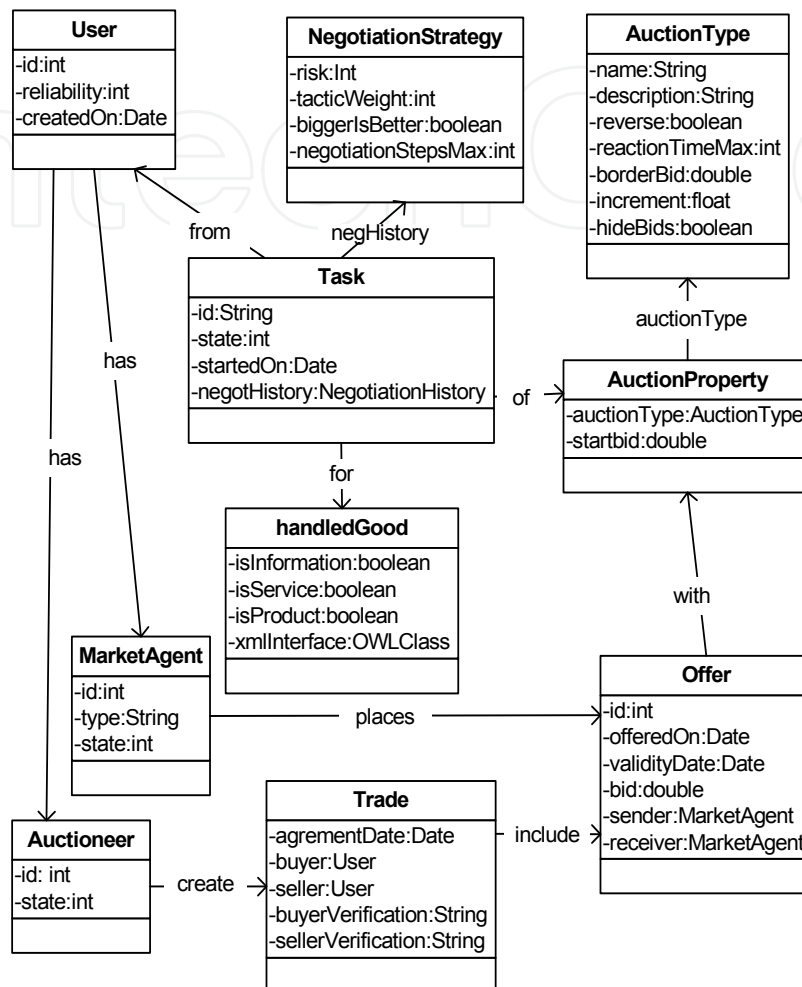 User
-id:int
-reliability:int
-createdOn:Date
NegotiationStrategy
-risk:Int
-tacticWeight:int
-biggerIsBetter:boolean
-negotiationStepsMax:int
AuctionType
-name:String
-description:String
-reverse:boolean
-reactionTimeMax:int
-borderBid:double
-increment:float
-hideBids:boolean
from
negHistory
Task
-id:String
-state:int
-startedOn:Date
-negotHistory:NegotiationHistory
auctionType
has
of
AuctionProperty
-auctionType:AuctionType
-startbid:double
has
for
handledGood
-isInformation:boolean
-isService:boolean
-isProduct:boolean
-xmlInterface:OWLClass
with
MarketAgent
-id:int
-type:String
-state:int
places
Offer
-id:int
-offeredOn:Date
-validityDate:Date
-bid:double
-sender:MarketAgent
-receiver:MarketAgent
Auctioneer
-id: int
-state:int
create
Trade
-agrementDate:Date
-buyer:User
-seller:User
-buyerVerification:String
-sellerVerification:String
include